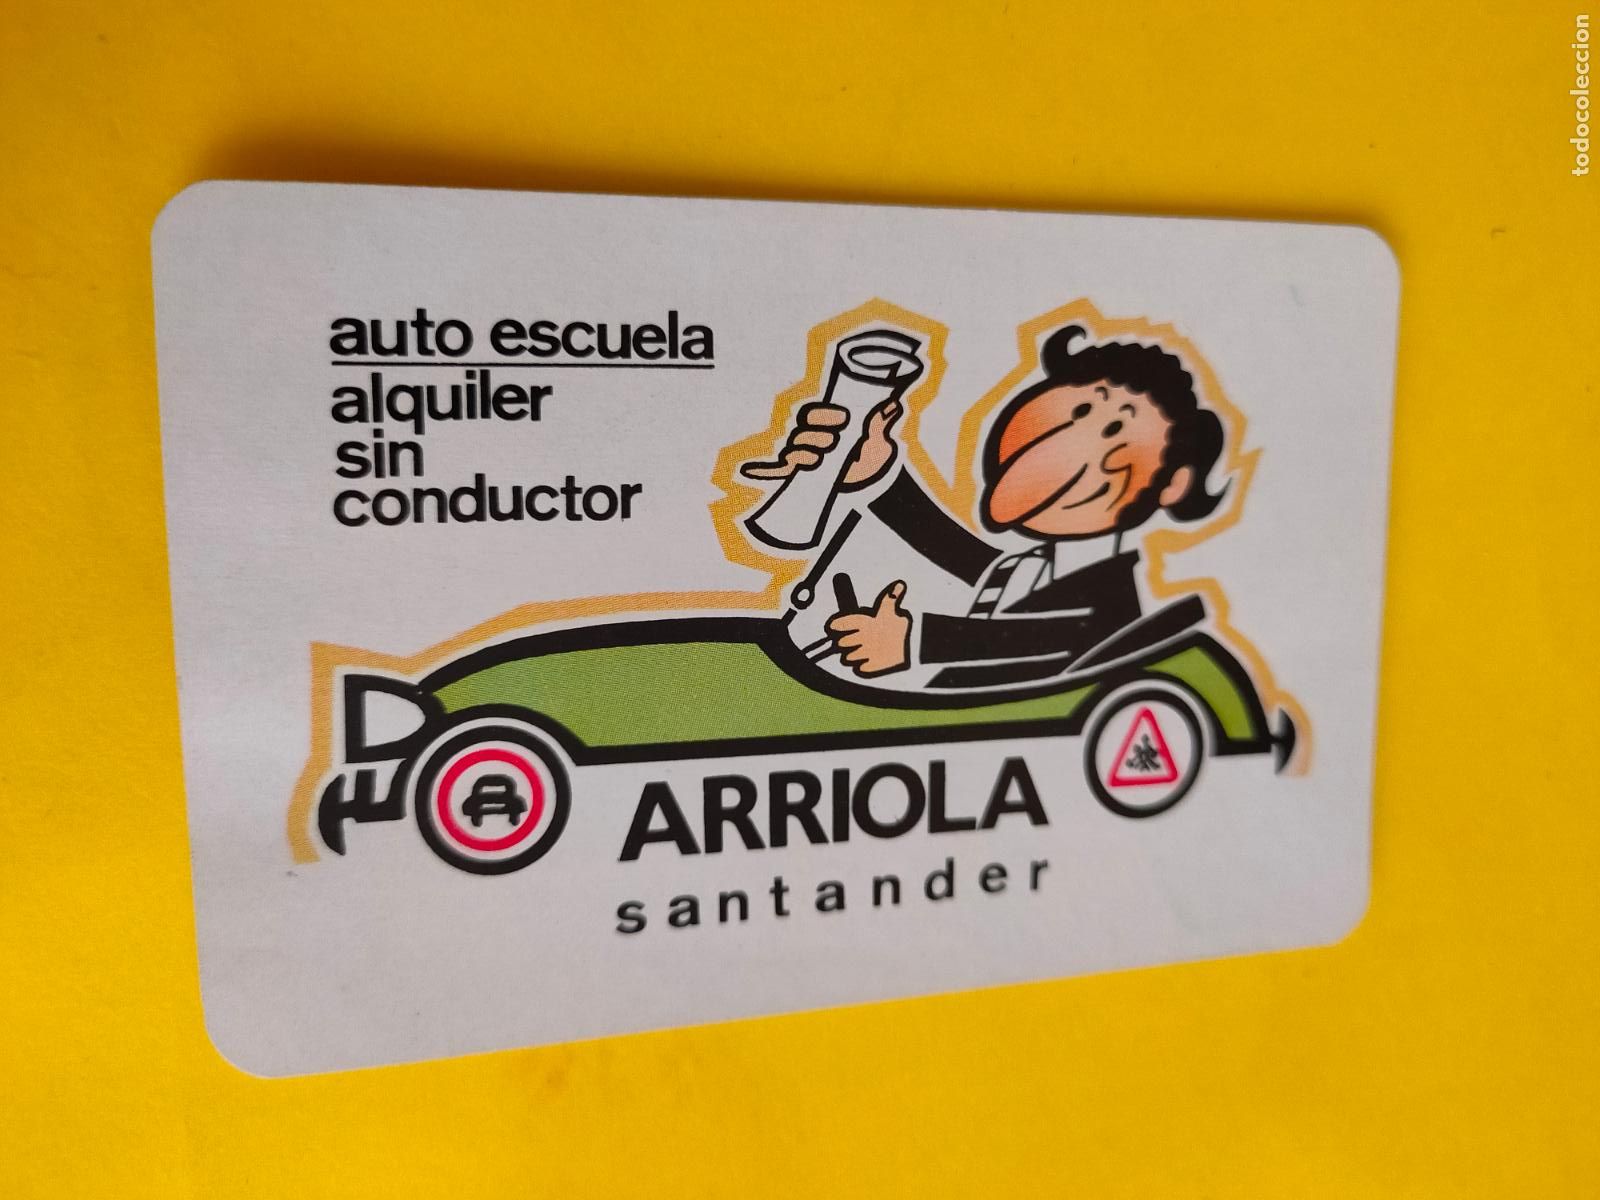 auto escuela
alquiler
sin
conductor
ARRIOLA
santander
todocoleccion